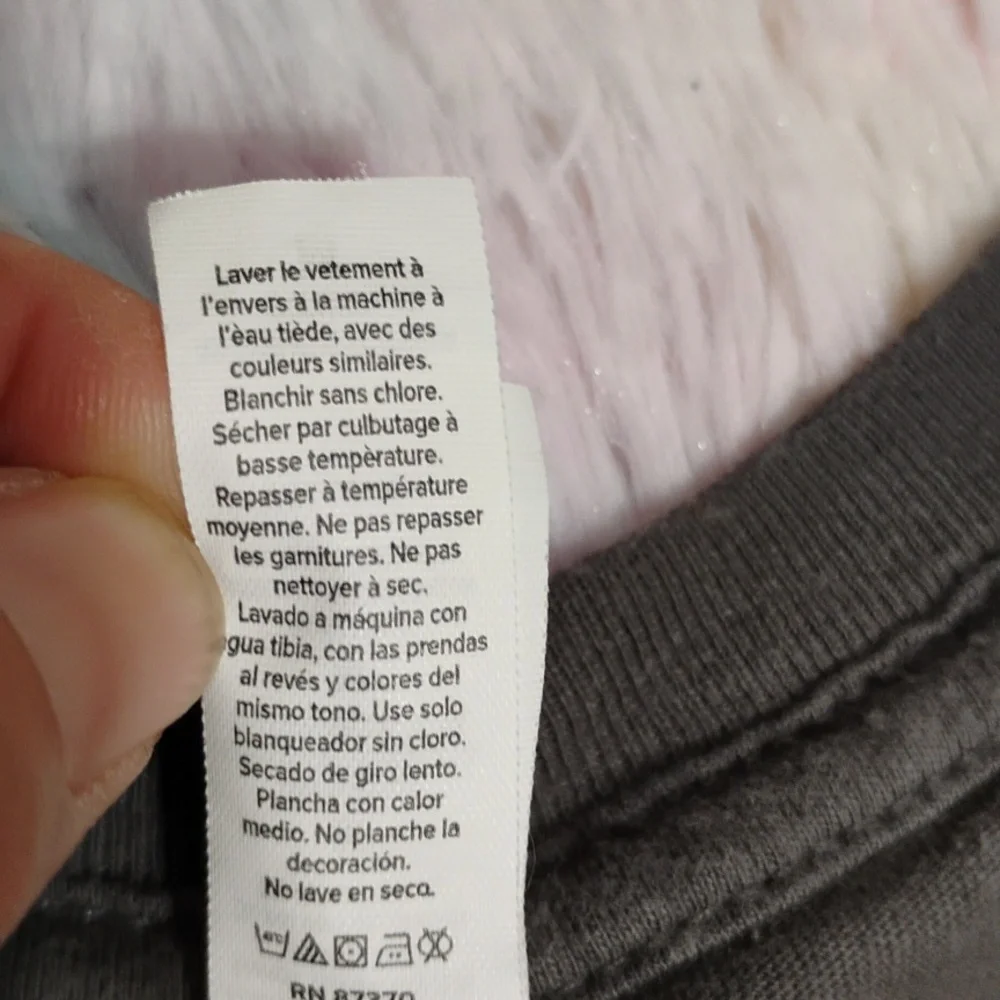 Laver le vetement à
l'envers à la machine à
l'èau tiède, avec des
couleurs similaires.
Blanchir sans chlore.
Sécher par culbutage à
basse tempèrature.
Repasser à température
moyenne. Ne pas repasser
les garnitures. Ne pas
nettoyer à sec.
Lavado a máquina con
gua tibia, con las prendas
al revés y colores del
mismo tono. Use solo
blanqueador sin cloro.
Secado de giro lento.
Plancha con calor
medio. No planche la
decoración.
No lave en seco.
RN 87370